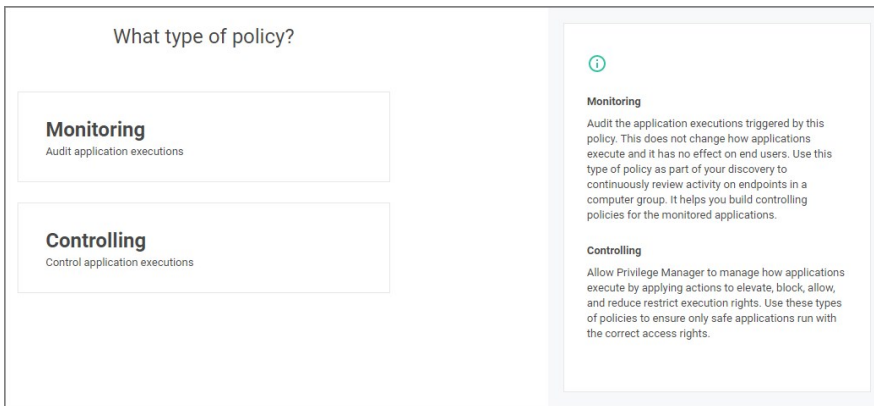 What type of policy?
Monitoring
Audit application executions
Controlling
Control application executions
Monitoring
Audit the application executions triggered by this
policy. This does not change how applications
execute and it has no effect on end users. Use this
type of policy as part of your discovery to
continuously review activity on endpoints in a
computer group. It helps you build controlling
policies for the monitored applications.
Controlling
Allow Privilege Manager to manage how applications
execute by applying actions to elevate, block, allow,
and reduce restrict execution rights. Use these types
of policies to ensure only safe applications run with
the correct access rights.